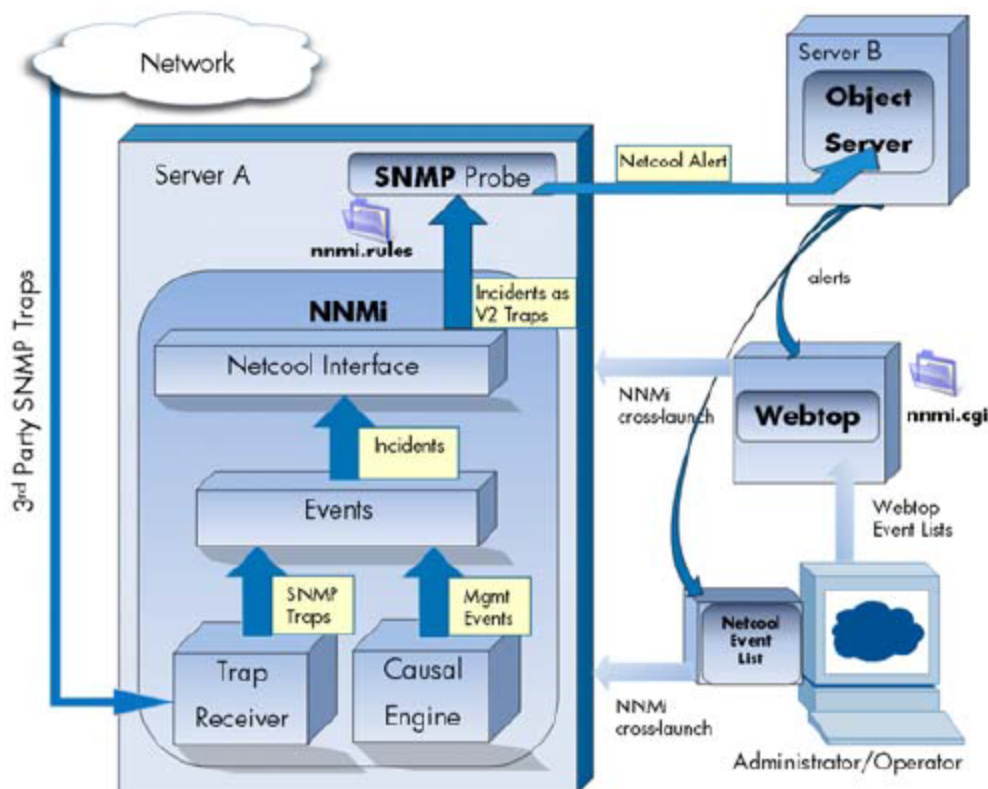 Network
Server B
Object
Server
Server A
SNMP Probe
Netcool Alert
nnmi.rules
NNMi
Incidents as
V2 Traps
alerts
Netcool Interface
NNMi
cross-launch
Webtop
nnmi.cgi
3rd Party SNMP Traps
Incidents
Events
Webtop
Event Lists
SNMP
Traps
Mgmt
Events
Netcool
Event
List
Trap
Receiver
Causal
Engine
NNMi
cross-launch
Administrator/Operator